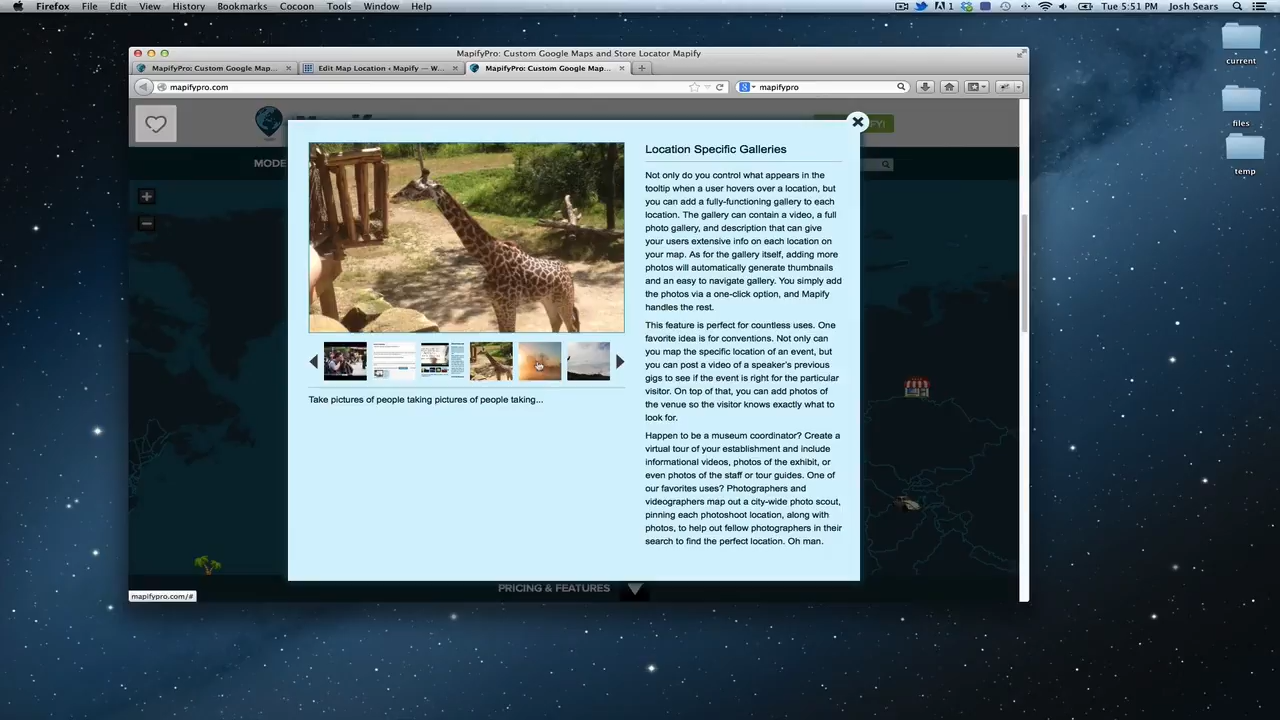 Firefox File Edit View History Bookmarks Cocoon Tools Window Help
1 Tue 5:51 PM Josh Sears
MapifyPro: Custom Google Maps and Store Locator Mapify
MapifyPro: Custom Google Map...
Edit Map Location ‹ Mapify — W...
MapifyPro: Custom Google Map...
mapifypro.com
mapifypro
current
files
temp
MODE
Location Specific Galleries
Not only do you control what appears in the
tooltip when a user hovers over a location, but
you can add a fully-functioning gallery to each
location. The gallery can contain a video, a full
photo gallery, and description that can give
your users extensive info on each location on
your map. As for the gallery itself, adding more
photos will automatically generate thumbnails
and an easy to navigate gallery. You simply add
the photos via a one-click option, and Mapify
handles the rest.
This feature is perfect for countless uses. One
favorite idea is for conventions. Not only can
you map the specific location of an event, but
you can post a video of a speaker's previous
gigs to see if the event is right for the particular
visitor. On top of that, you can add photos of
the venue so the visitor knows exactly what to
look for.
Happen to be a museum coordinator? Create a
virtual tour of your establishment and include
informational videos, photos of the exhibit, or
even photos of the staff or tour guides. One of
our favorites uses? Photographers and
videographers map out a city-wide photo scout,
pinning each photoshoot location, along with
photos, to help out fellow photographers in their
search to find the perfect location. Oh man.
Take pictures of people taking pictures of people taking...
PRICING & FEATURES
mapifypro.com/#